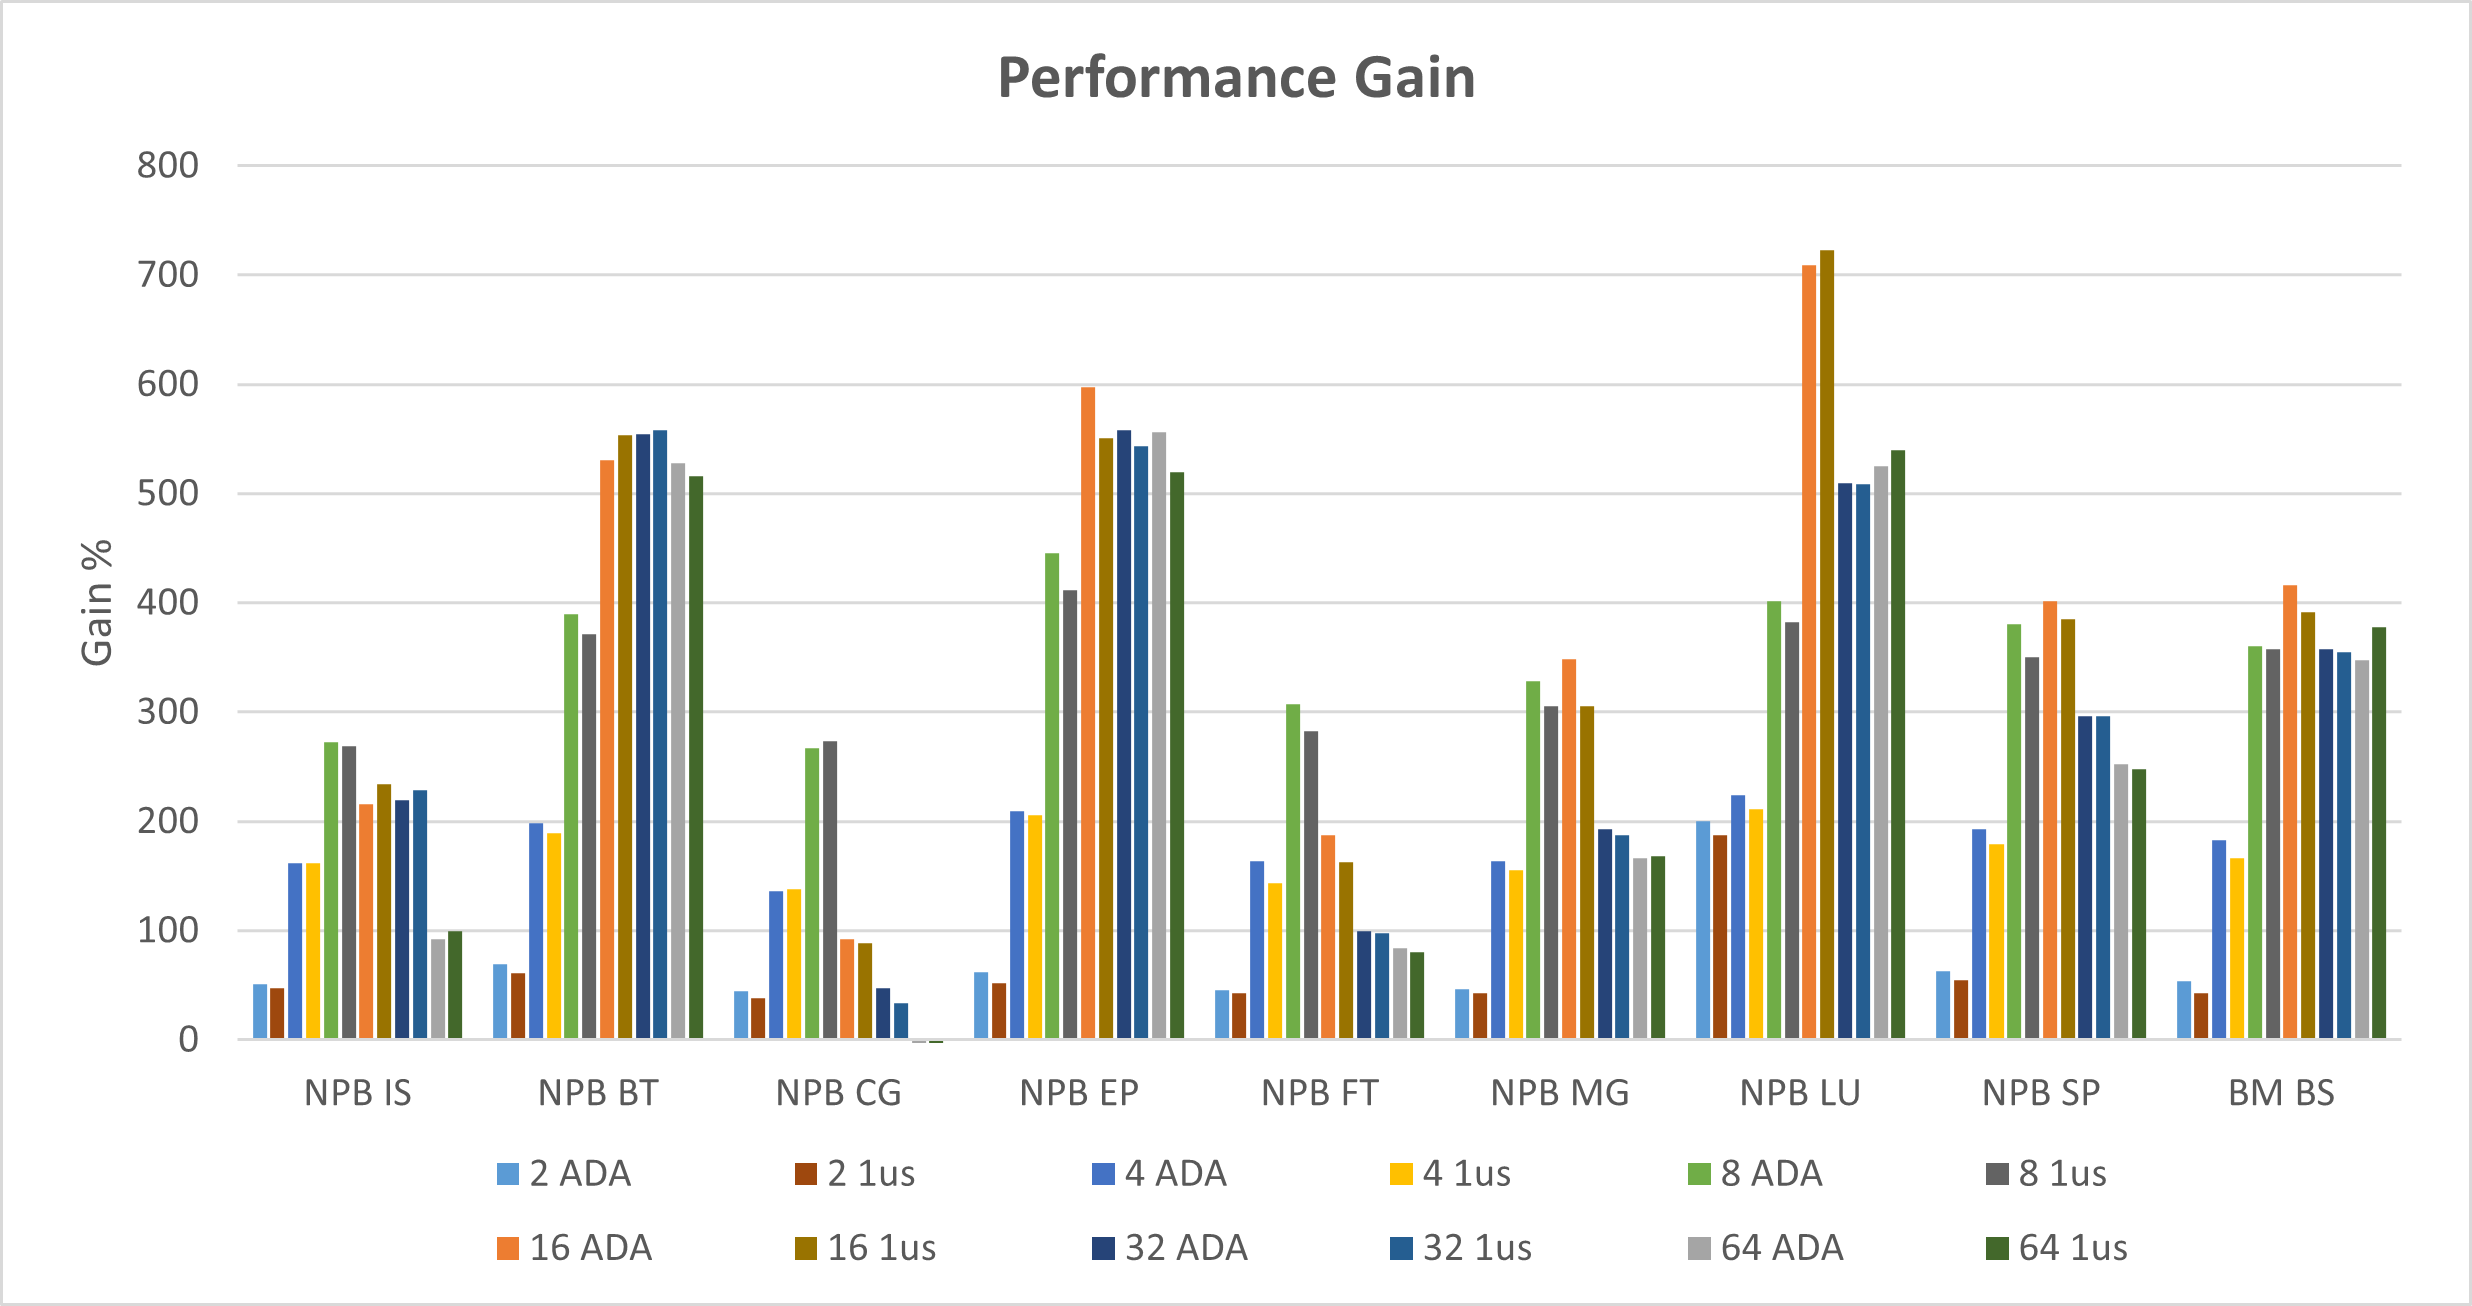 Performance Gain
800
700
600
500
400
300
200
100
0
Gain %
NPB IS NPB BT NPB CG NPB EP NPB FT NPB MG NPB LU NPB SP BM BS
2 ADA 2 1us 4 ADA 4 1us 8 ADA 8 1us
16 ADA 16 1us 32 ADA 32 1us 64 ADA 64 1us